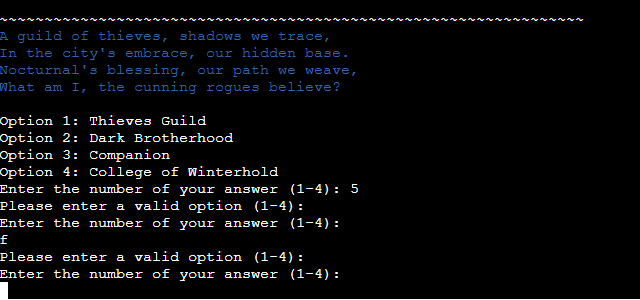 ~~~~~~~~~~~~~~~~~~~~~~~~~~~~~~~~~~~~~~~~~~~~~~~~~~~~~~~~~~~~~~~~~
A guild of thieves, shadows we trace,
In the city's embrace, our hidden base.
Nocturnal's blessing, our path we weave,
What am I, the cunning rogues believe?
Option 1: Thieves Guild
Option 2: Dark Brotherhood
Option 3: Companion
Option 4: College of Winterhold
Enter the number of your answer (1-4): 5
Please enter a valid option (1-4):
Enter the number of your answer (1-4):
f
Please enter a valid option (1-4):
Enter the number of your answer (1-4):